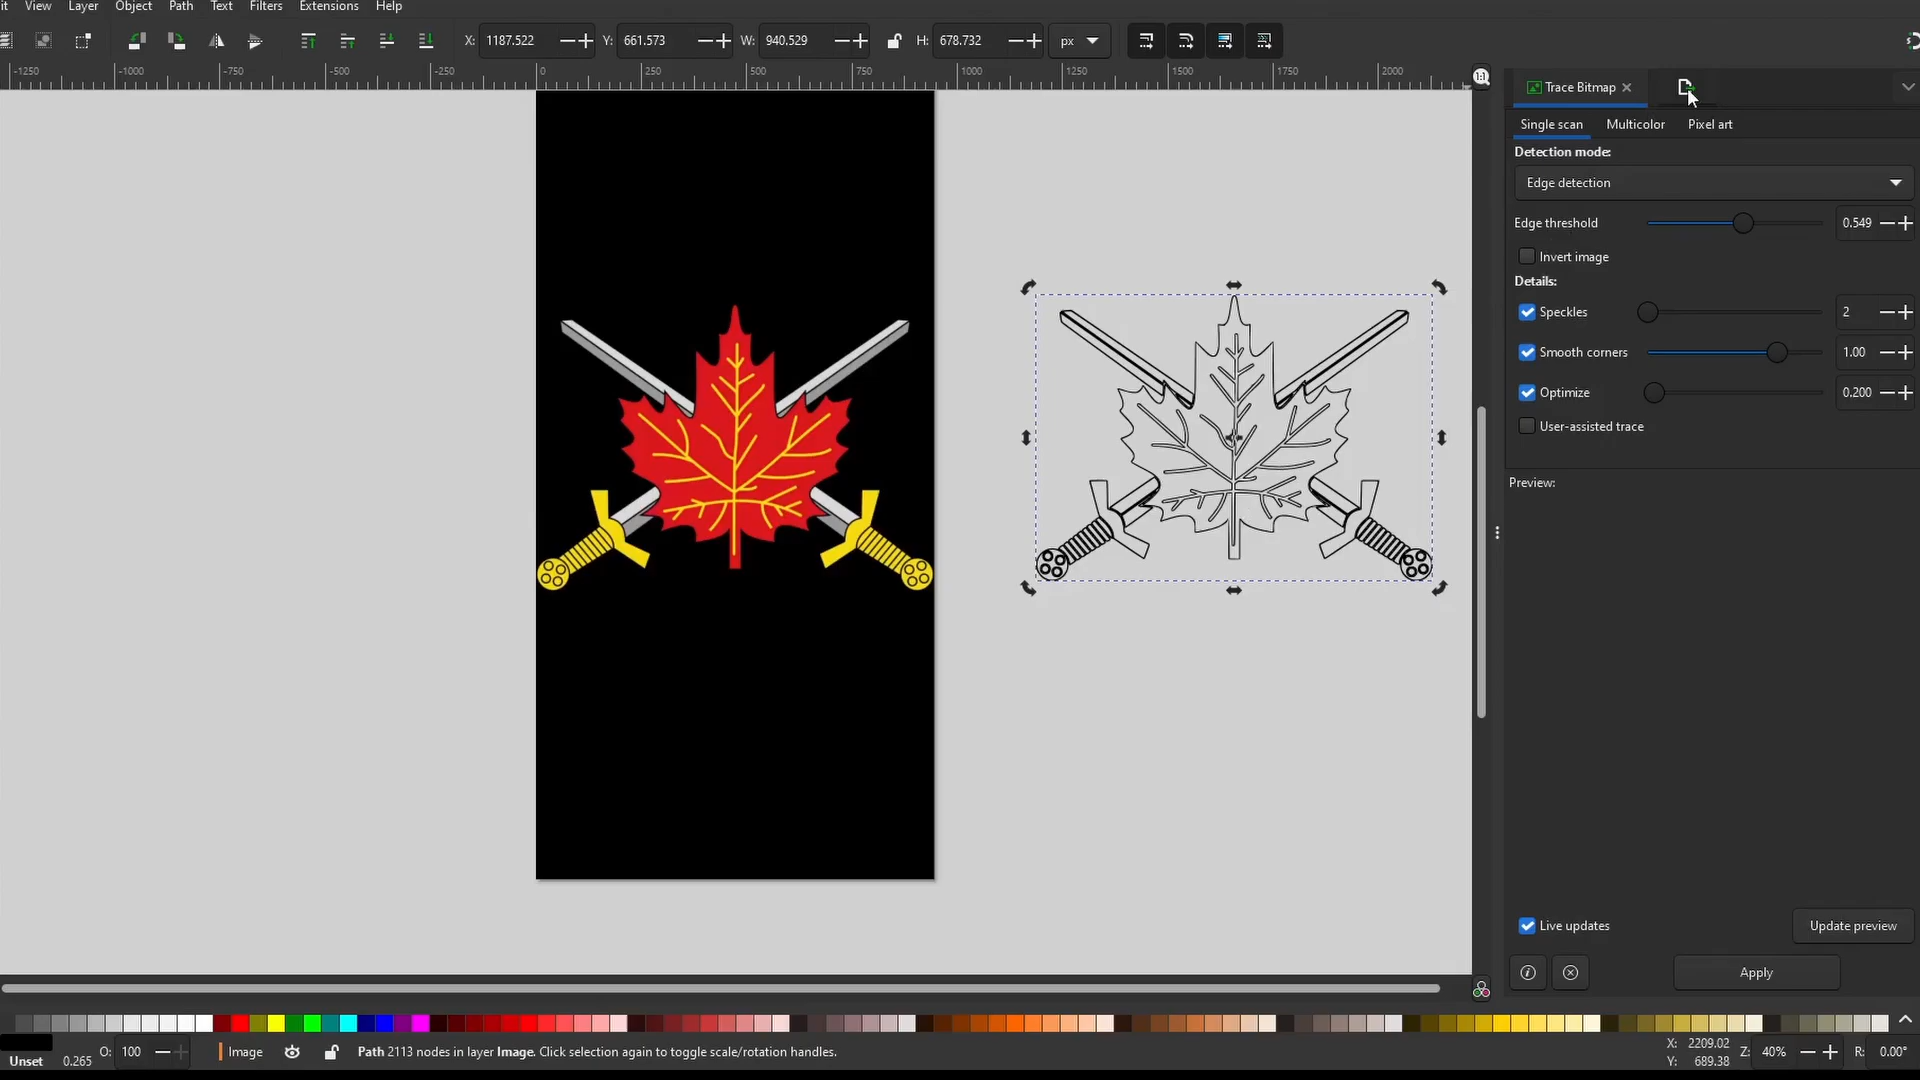 it View Layer Object Path Text Filters Extensions Help
X: 1187.522 Y: 661.573 W: 940.529 H: 678.732 px
-1250 -1000 -750 -500 -250 0 250 500 750 1000 1250 1500 1750 2000
1:1
Trace Bitmap
Single scan Multicolor Pixel art
Detection mode:
Edge detection
Edge threshold 0.549
Invert image
Details:
Speckles 2
Smooth corners 1.00
Optimize 0.200
User-assisted trace
Preview:
Live updates Update preview
Apply
Unset 0.265 O: 100 Image Path 2113 nodes in layer Image. Click selection again to toggle scale/rotation handles.
X: 2209.02
Y: 689.38
Z: 40% R: 0.00°